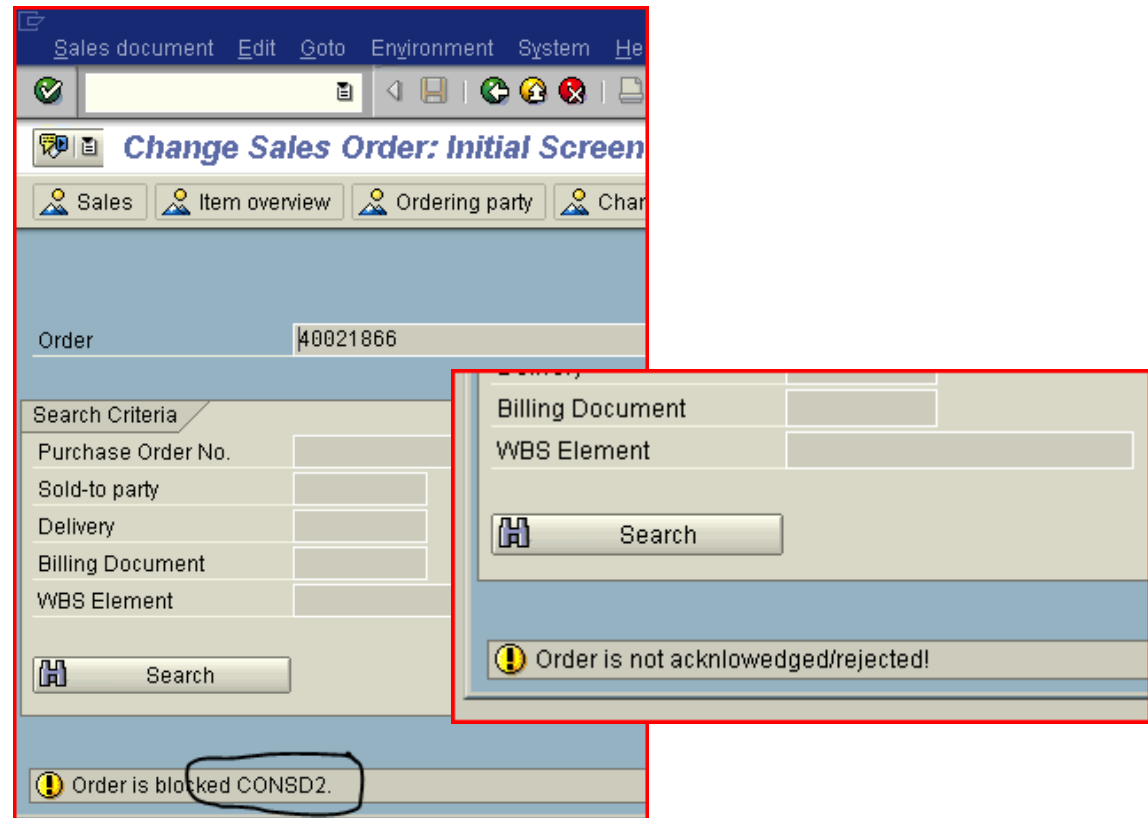 Sales document Edit Goto Environment System He
Change Sales Order: Initial Screen
Sales Item overview Ordering party Char
Order 40021866
Search Criteria
Purchase Order No.
Sold-to party
Delivery
Billing Document
WBS Element
Search
Order is blocked CONSD2.
Delivery
Billing Document
WBS Element
Search
Order is not acknlowedged/rejected!